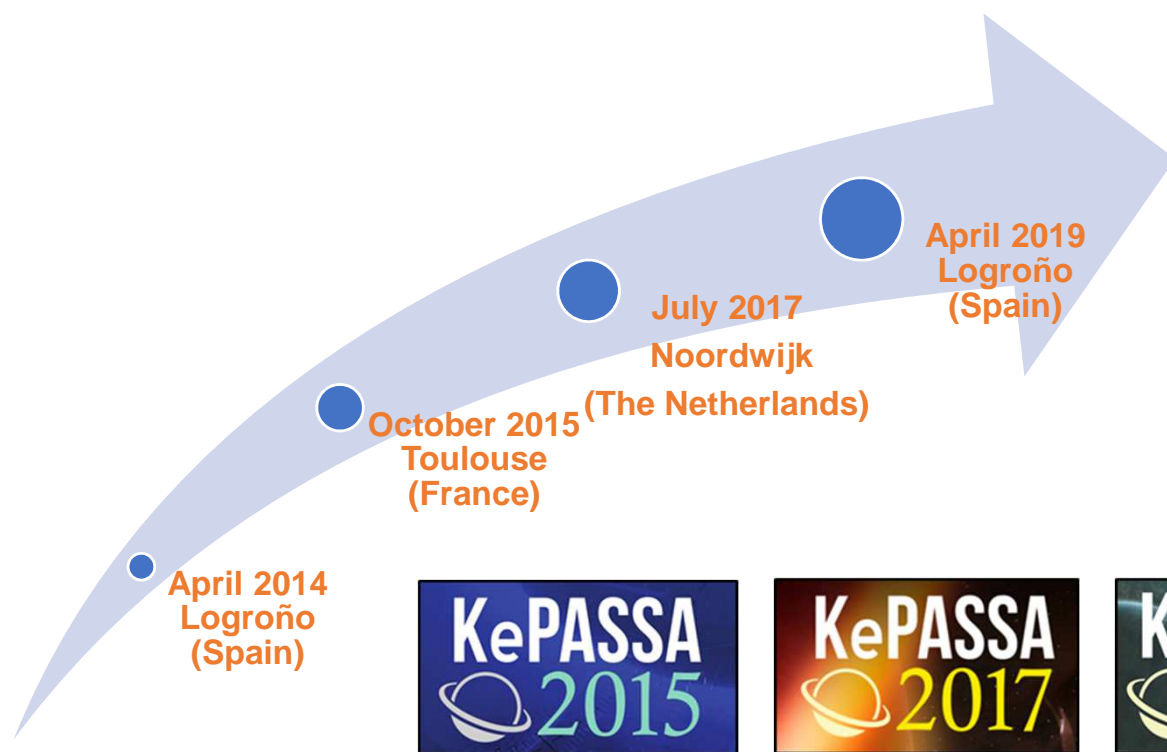 April 2019
Logroño
(Spain)
July 2017
Noordwijk
(The Netherlands)
October 2015
Toulouse
(France)
April 2014
Logroño
(Spain)
KePASSA
2015
KePASSA
2017
K